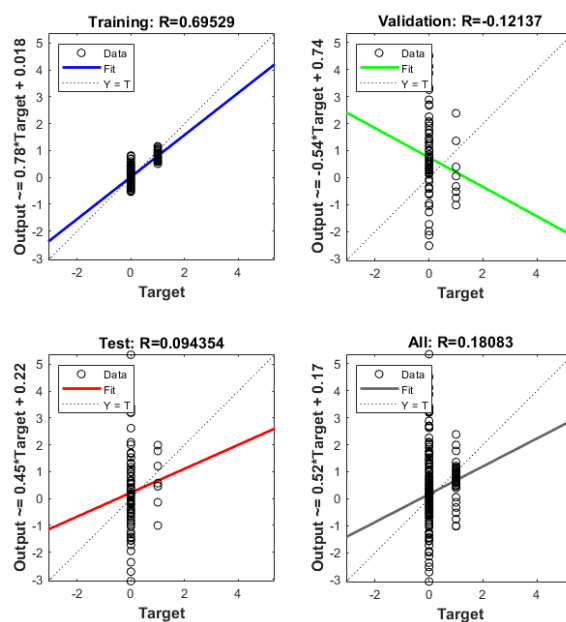 Training: R=0.69529
Output ~= 0.78*Target + 0.018
5
4
3
2
1
0
-1
-2
-3
Data
Fit
Y = T
-2 0 2 4
Target
Validation: R=-0.12137
Output ~= -0.54*Target + 0.74
5
4
3
2
1
0
-1
-2
-3
Data
Fit
Y = T
-2 0 2 4
Target
Test: R=0.094354
Output ~= 0.45*Target + 0.22
5
4
3
2
1
0
-1
-2
-3
Data
Fit
Y = T
-2 0 2 4
Target
All: R=0.18083
Output ~= 0.52*Target + 0.17
5
4
3
2
1
0
-1
-2
-3
Data
Fit
Y = T
-2 0 2 4
Target